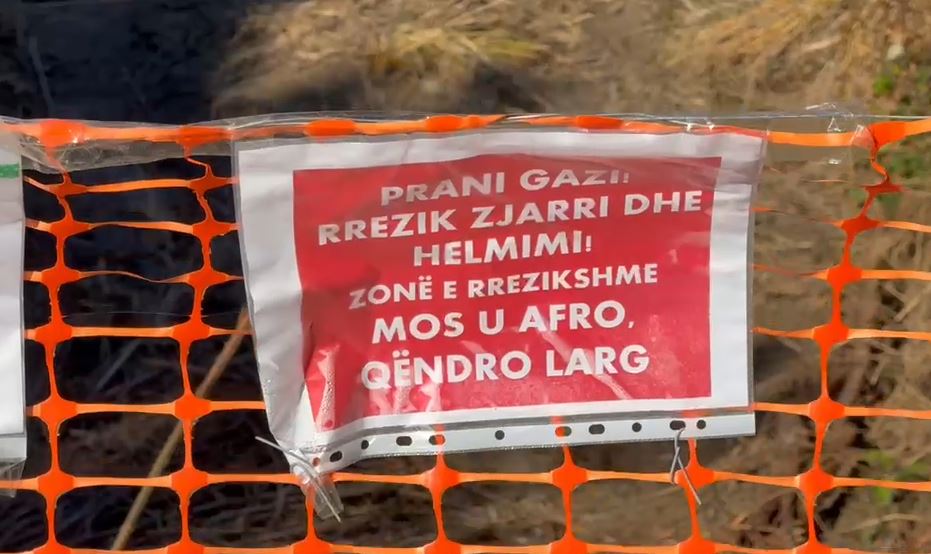 PRANI GAZI!
RREZIK ZJARRI DHE
HELMIMI!
ZONË E RREZIKSHME
MOS U AFRO,
QËNDRO LARG